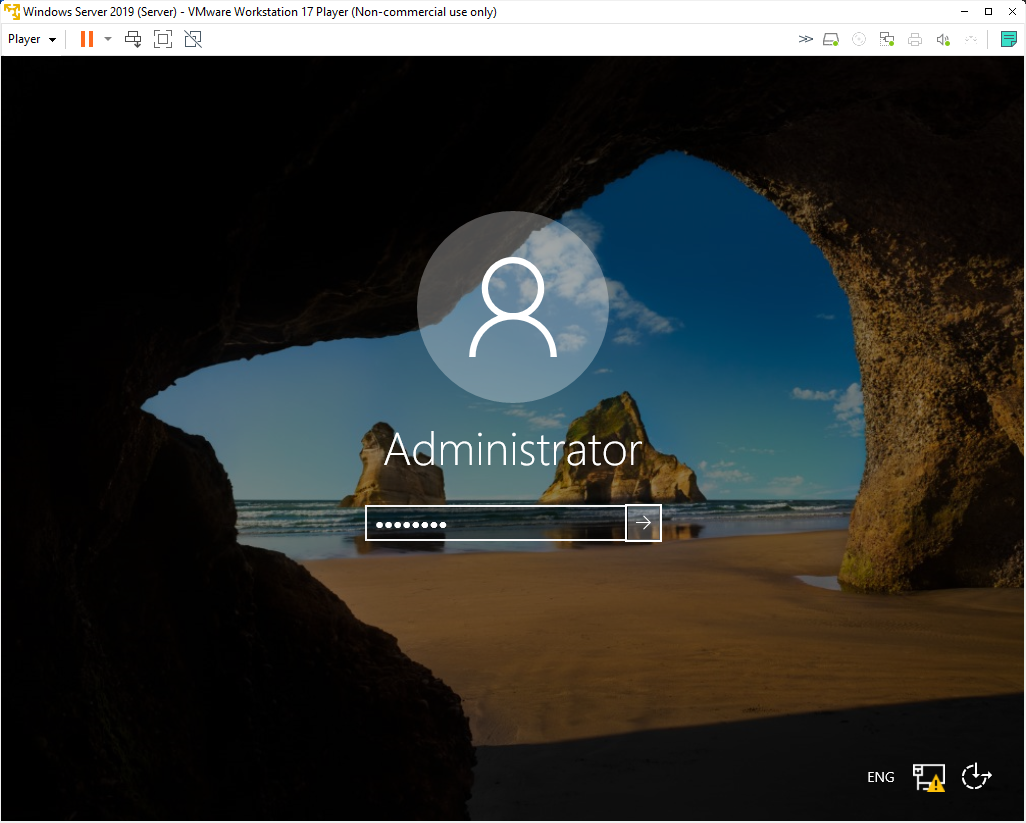 Windows Server 2019 (Server) - VMware Workstation 17 Player (Non-commercial use only)
Player
Administrator
ENG